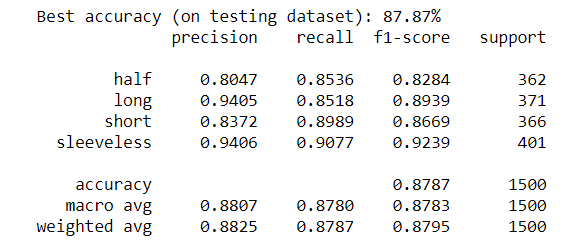 Best accuracy (on testing dataset): 87.87%
precision recall f1-score support
half 0.8047 0.8536 0.8284 362
long 0.9405 0.8518 0.8939 371
short 0.8372 0.8989 0.8669 366
sleeveless 0.9406 0.9077 0.9239 401
accuracy 0.8787 1500
macro avg 0.8807 0.8780 0.8783 1500
weighted avg 0.8825 0.8787 0.8795 1500